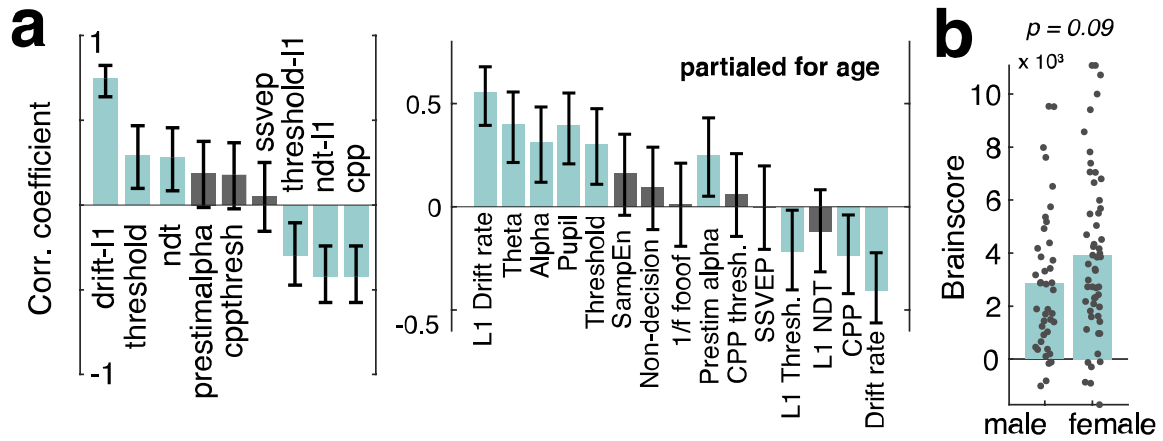 a
Corr. coefficient
1
-1
drift-l1
threshold
ndt
prestimalpha
cppthresh
ssvep
threshold-l1
ndt-l1
cpp
partialed for age
0.5
0
-0.5
L1 Drift rate
Theta
Alpha
Pupil
Threshold
SampEn
Non-decision
1/f fooof
Prestim alpha
CPP thresh.
SSVEP
L1 Thresh.
L1 NDT
CPP
Drift rate
b
p = 0.09
x 10³
Brainscore
10
8
6
4
2
0
male
female